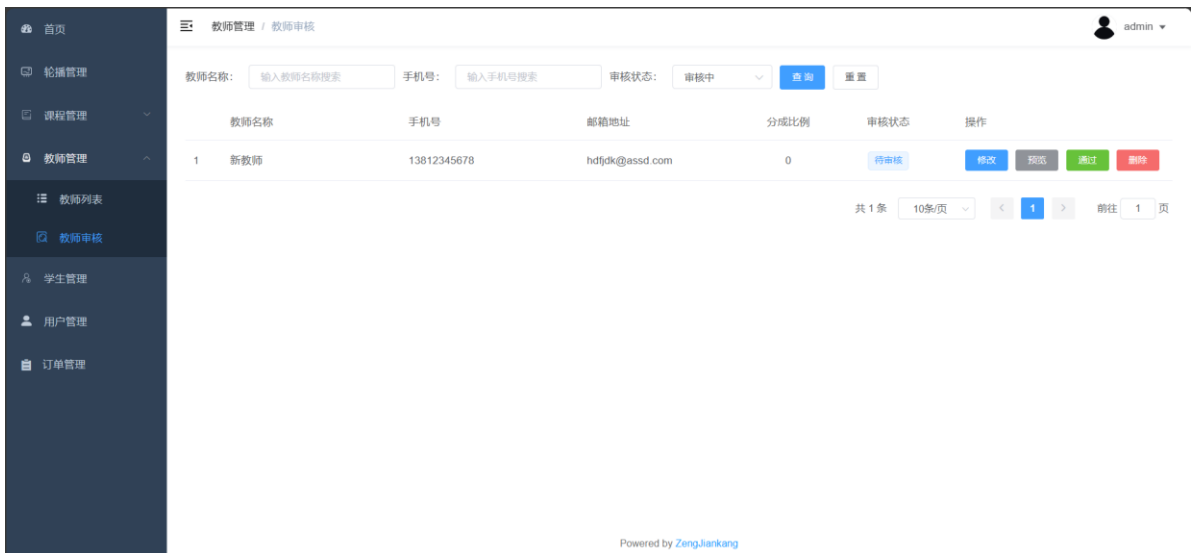 首页
教师管理 / 教师审核
admin
轮播管理
教师名称：
输入教师名称搜索
手机号：
输入手机号搜索
审核状态：
审核中
查 询
重 置
课程管理
教师名称 手机号 邮箱地址 分成比例 审核状态 操作
教师管理
1 新教师 13812345678 hdfjdk@assd.com 0 待审核 修改 预览 通过 删除
教师列表
共 1 条 10条/页 < 1 > 前往 1 页
教师审核
学生管理
用户管理
订单管理
Powered by ZengJiankang